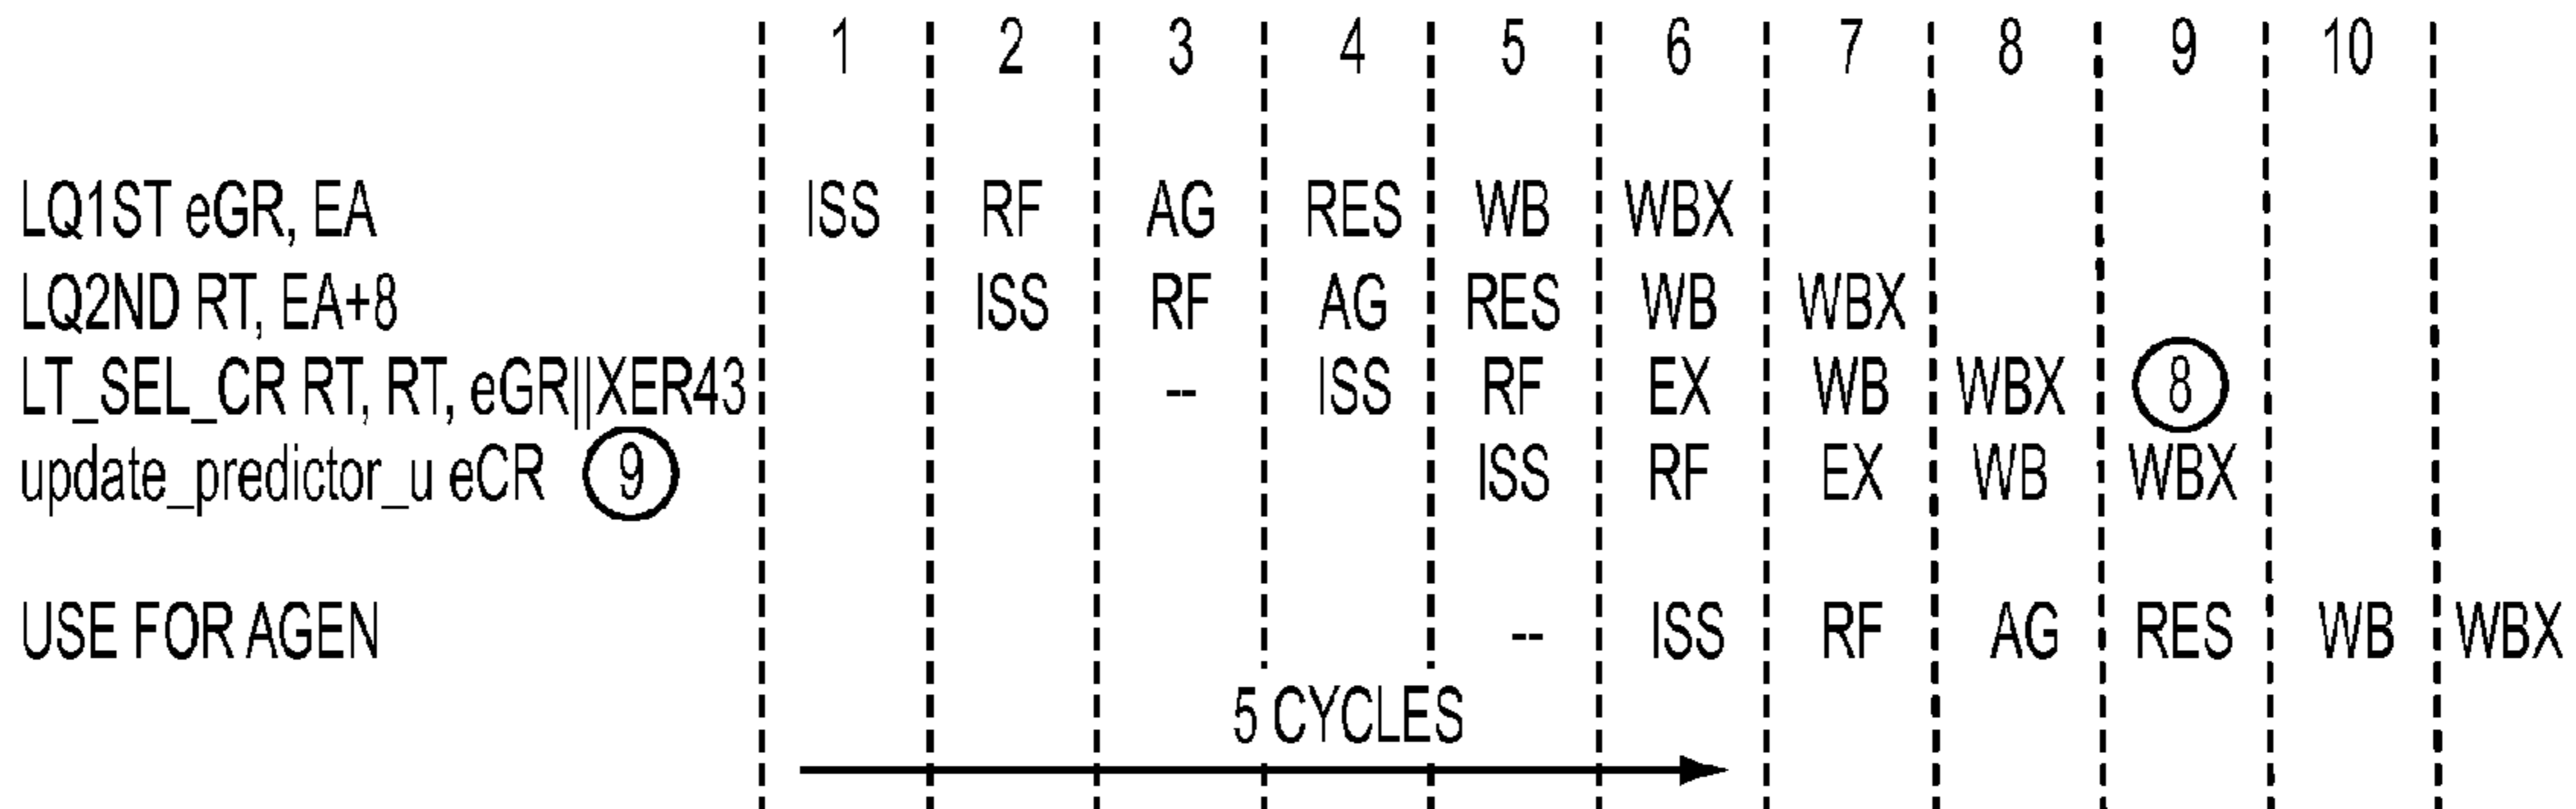 1 2 3 4 5 6 7 8 9 10
LQ1ST eGR, EA ISS RF AG RES WB WBX
LQ2ND RT, EA+8 ISS RF AG RES WB WBX
LT_SEL_CR RT, RT, eGR||XER43 -- ISS RF EX WB WBX 8
update_predictor_u eCR 9 ISS RF EX WB WBX
USE FOR AGEN -- ISS RF AG RES WB WBX
5 CYCLES